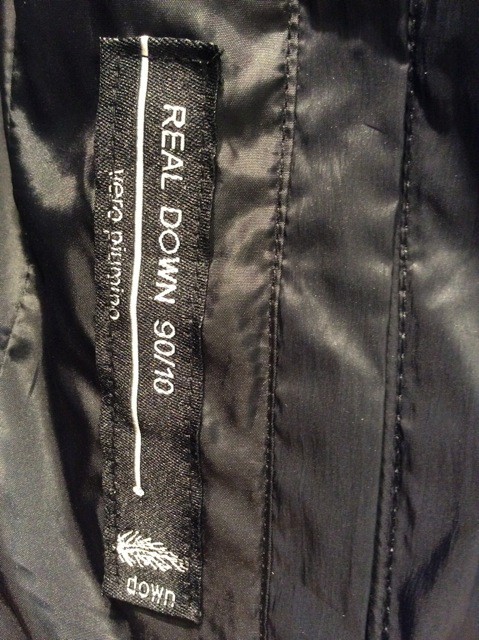 REAL DOWN 90/10
vero piumino
down